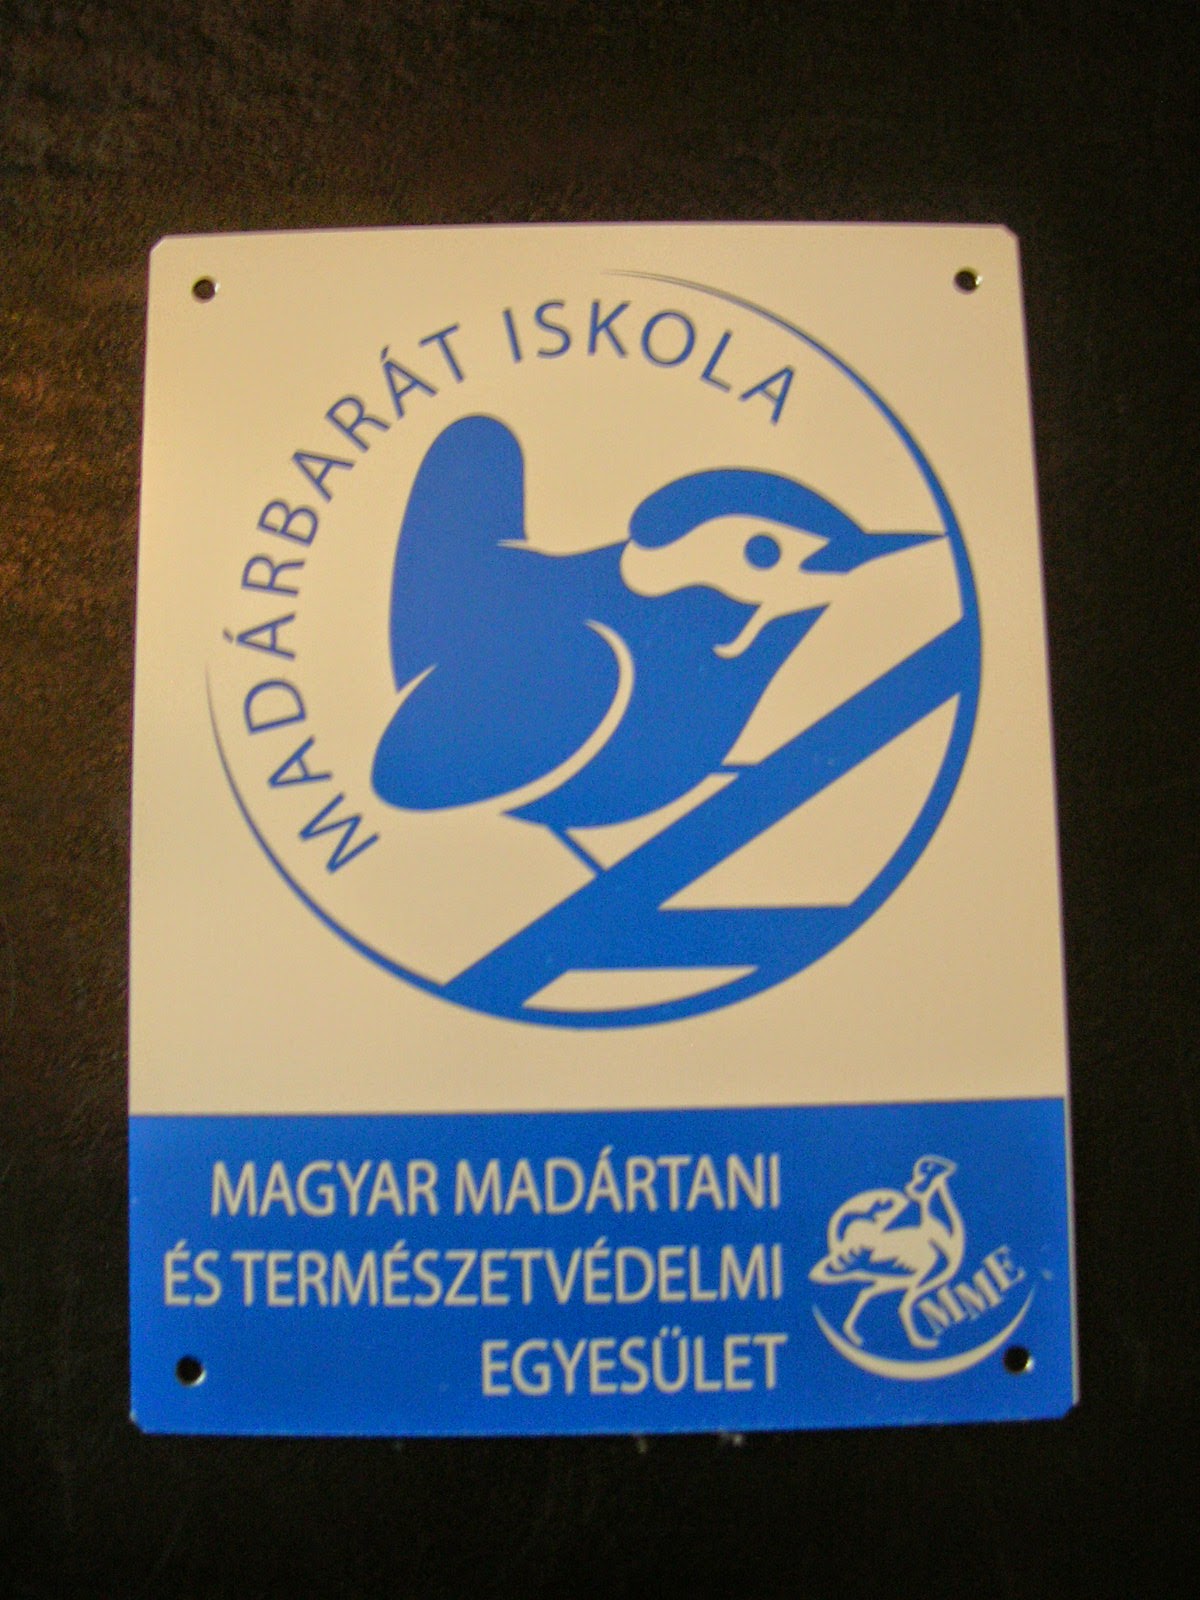 MADÁRBARÁT ISKOLA
MAGYAR MADÁRTANI
ÉS TERMÉSZETVÉDELMI
EGYESÜLET
MME